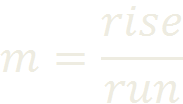 m = rise
run